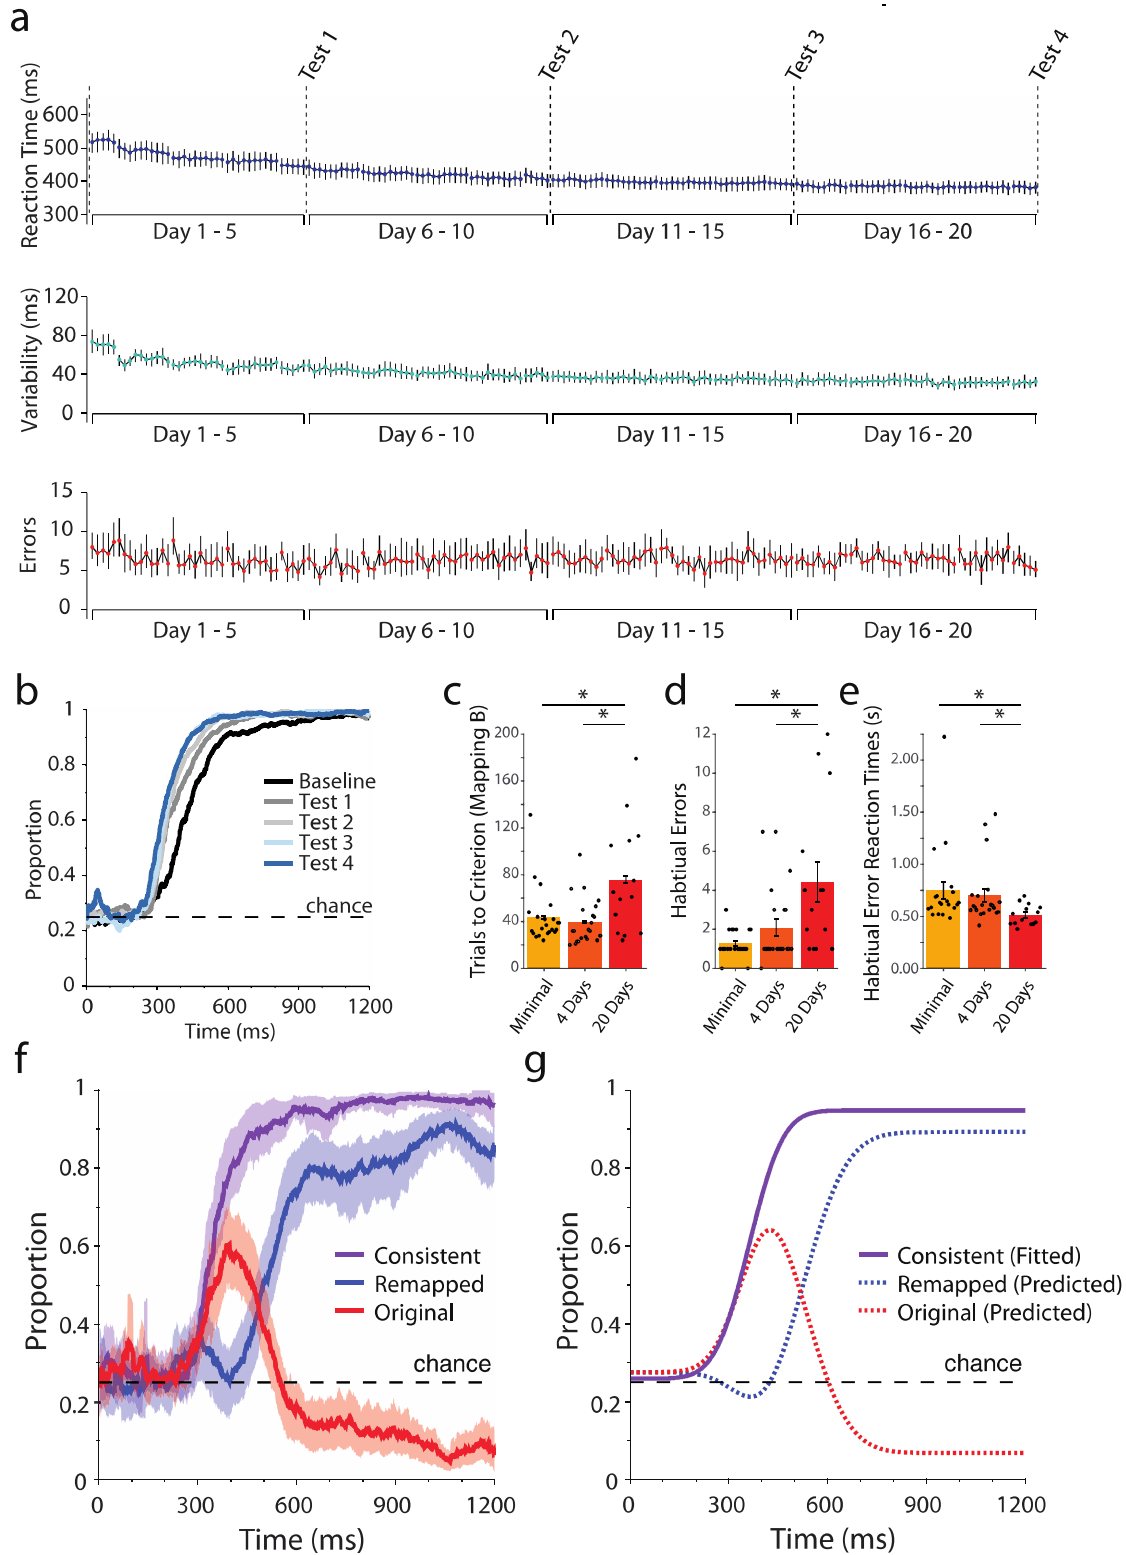 a
Test 1
Test 2
Test 3
Test 4
Reaction Time (ms)
600
500
400
300
Day 1 - 5
Day 6 - 10
Day 11 - 15
Day 16 - 20
Variability (ms)
120
80
40
0
Day 1 - 5
Day 6 - 10
Day 11 - 15
Day 16 - 20
Errors
15
10
5
0
Day 1 - 5
Day 6 - 10
Day 11 - 15
Day 16 - 20
b
Proportion
1
0.8
0.6
0.4
0.2
0
Baseline
Test 1
Test 2
Test 3
Test 4
chance
0 300 600 900 1200
Time (ms)
c
* 
*
Trials to Criterion (Mapping B)
200
160
120
80
40
0
Minimal
4 Days
20 Days
d
*
*
Habtiual Errors
12
10
8
6
4
2
0
Minimal
4 Days
20 Days
e
*
*
Habtiual Error Reaction Times (s)
2.00
1.50
1.00
0.50
0.00
Minimal
4 Days
20 Days
f
Proportion
1
0.8
0.6
0.4
0.2
0
Consistent
Remapped
Original
chance
0 300 600 900 1200
Time (ms)
g
Proportion
1
0.8
0.6
0.4
0.2
0
Consistent (Fitted)
Remapped (Predicted)
Original (Predicted)
chance
0 300 600 900 1200
Time (ms)